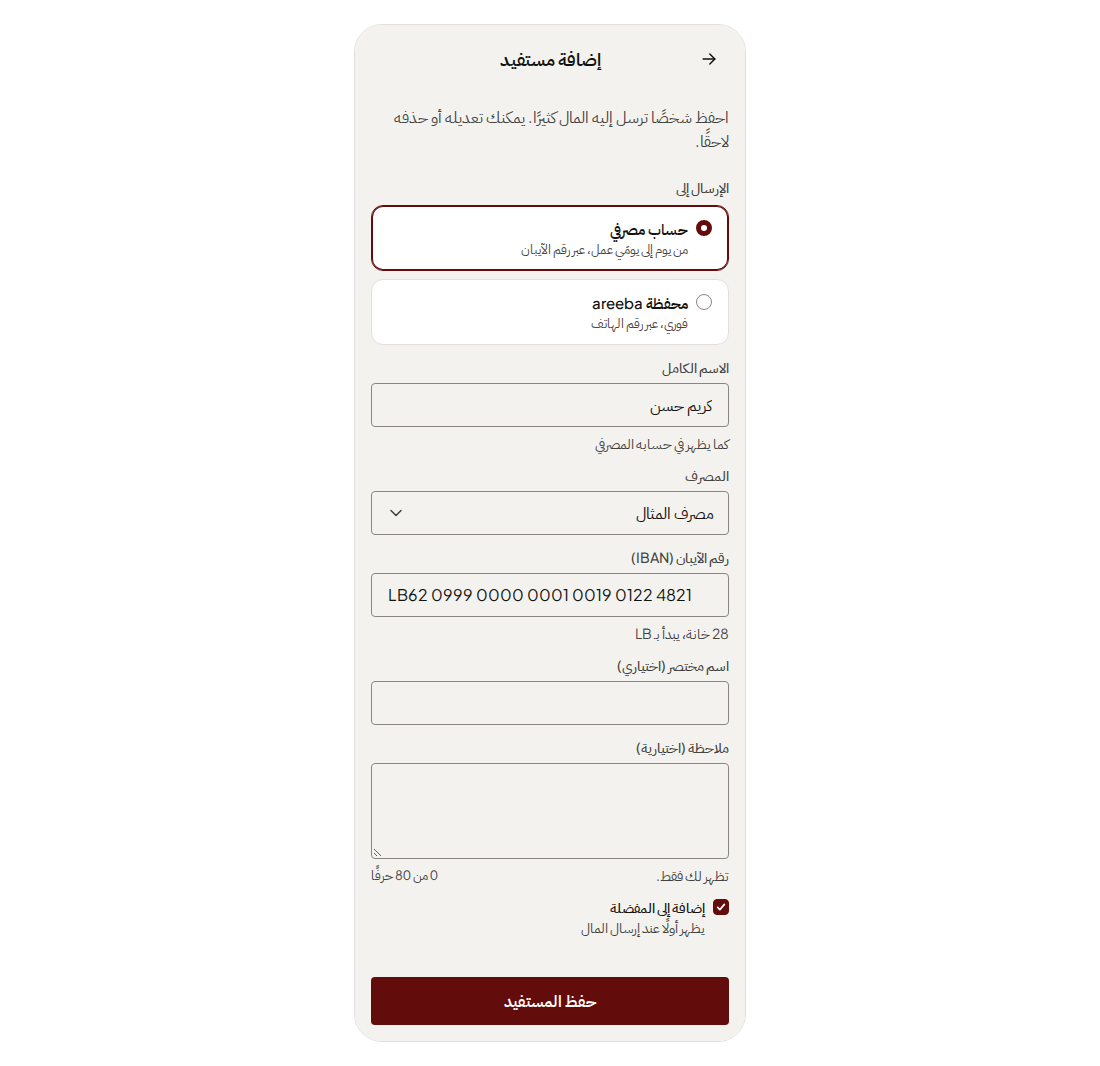 إضافة مستفيد
احفظ شخصًا ترسل إليه المال كثيرًا. يمكنك تعديله أو حذفه
لاحقًا.
الإرسال إلى
حساب مصرفي
من يوم إلى يومَي عمل، عبر رقم الآيبان
محفظة areeba
فوري، عبر رقم الهاتف
الاسم الكامل
كريم حسن
كما يظهر في حسابه المصرفي
المصرف
مصرف المثال
رقم الآيبان (IBAN)
LB62 0999 0000 0001 0019 0122 4821
28 خانة، يبدأ بـ LB
اسم مختصر (اختياري)
ملاحظة (اختيارية)
تظهر لك فقط.
0 من 80 حرفًا
إضافة إلى المفضلة
يظهر أولًا عند إرسال المال
حفظ المستفيد